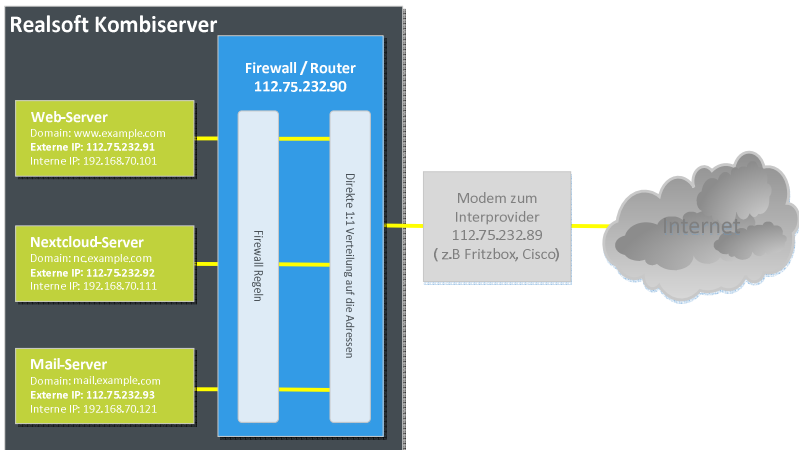 Realsoft Kombiserver
Firewall / Router
112.75.232.90
Web-Server
Domain: www.example.com
Externe IP: 112.75.232.91
Interne IP: 192.168.70.101
Nextcloud-Server
Domain: nc.example.com
Externe IP: 112.75.232.92
Interne IP: 192.168.70.111
Mail-Server
Domain: mail.example.com
Externe IP: 112.75.232.93
Interne IP: 192.168.70.121
Firewall Regeln
Direkte 1:1 Verteilung auf die Adressen
Modem zum
Interprovider
112.75.232.89
( z.B Fritzbox, Cisco)
Internet